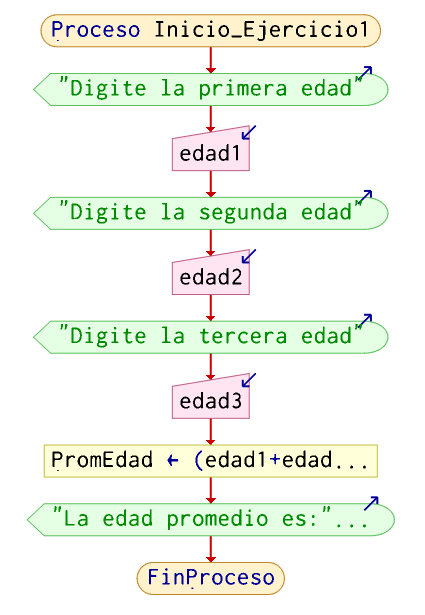 Proceso Inicio_Ejercicio1
"Digite la primera edad"
edad1
"Digite la segunda edad"
edad2
"Digite la tercera edad"
edad3
PromEdad ← (edad1+edad...
"La edad promedio es:"...
FinProceso